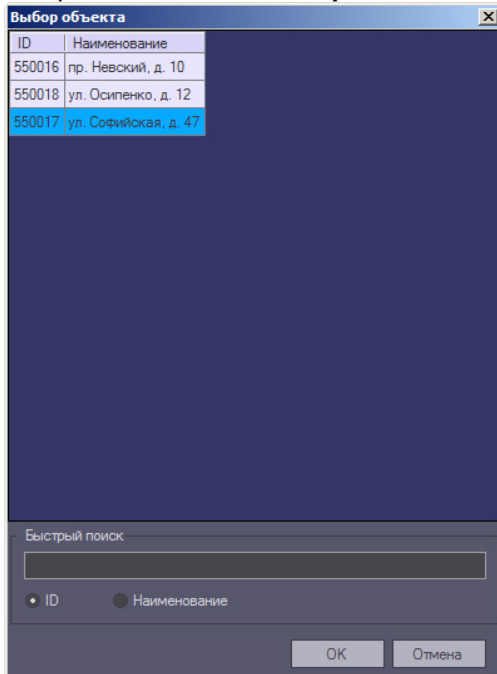 Выбор объекта
ID Наименование
550016 пр. Невский, д. 10
550018 ул. Осипенко, д. 12
550017 ул. Софийская, д. 47
Быстрый поиск
ID Наименование
OK Отмена